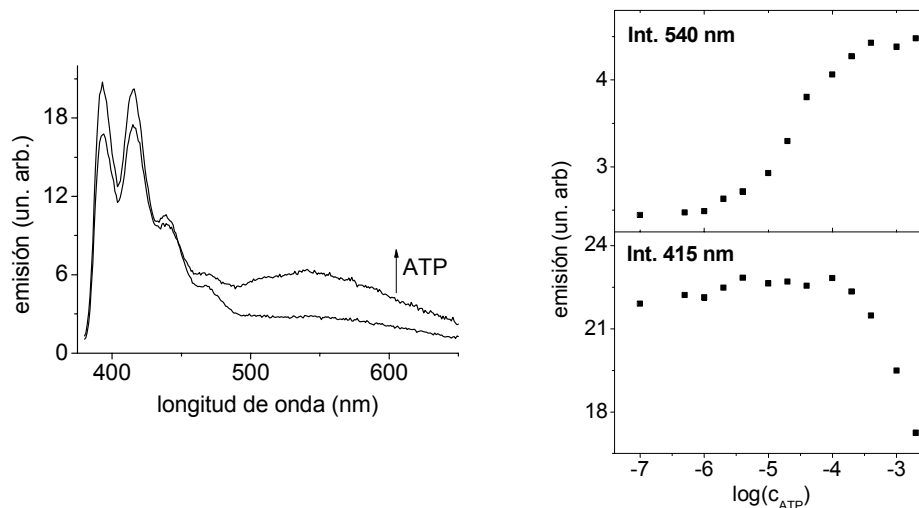 18
12
6
0
emisión (un. arb.)
ATP
400
500
600
longitud de onda (nm)
Int. 540 nm
4
3
Int. 415 nm
24
21
18
emisión (un. arb)
-7
-6
-5
-4
-3
log(c_ATP)